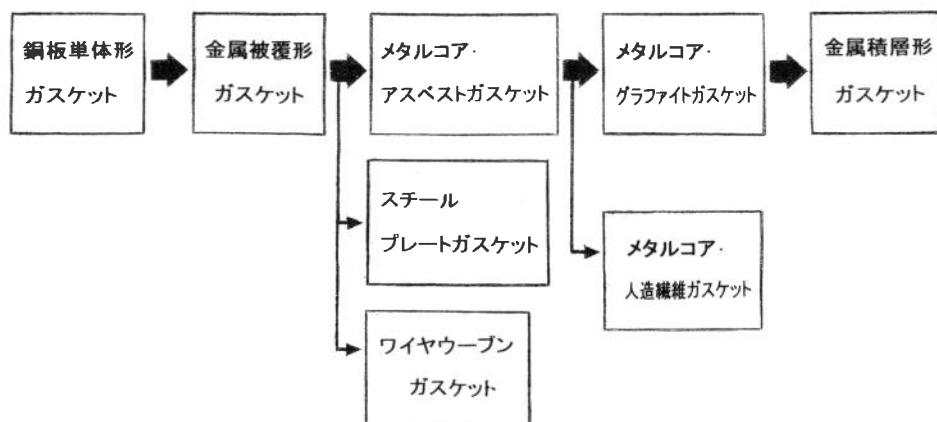 銅板単体形
ガスケット
金属被覆形
ガスケット
メタルコア・
アスベストガスケット
メタルコア・
グラファイトガスケット
金属積層形
ガスケット
スチール
プレートガスケット
メタルコア・
人造繊維ガスケット
ワイヤウーブン
ガスケット